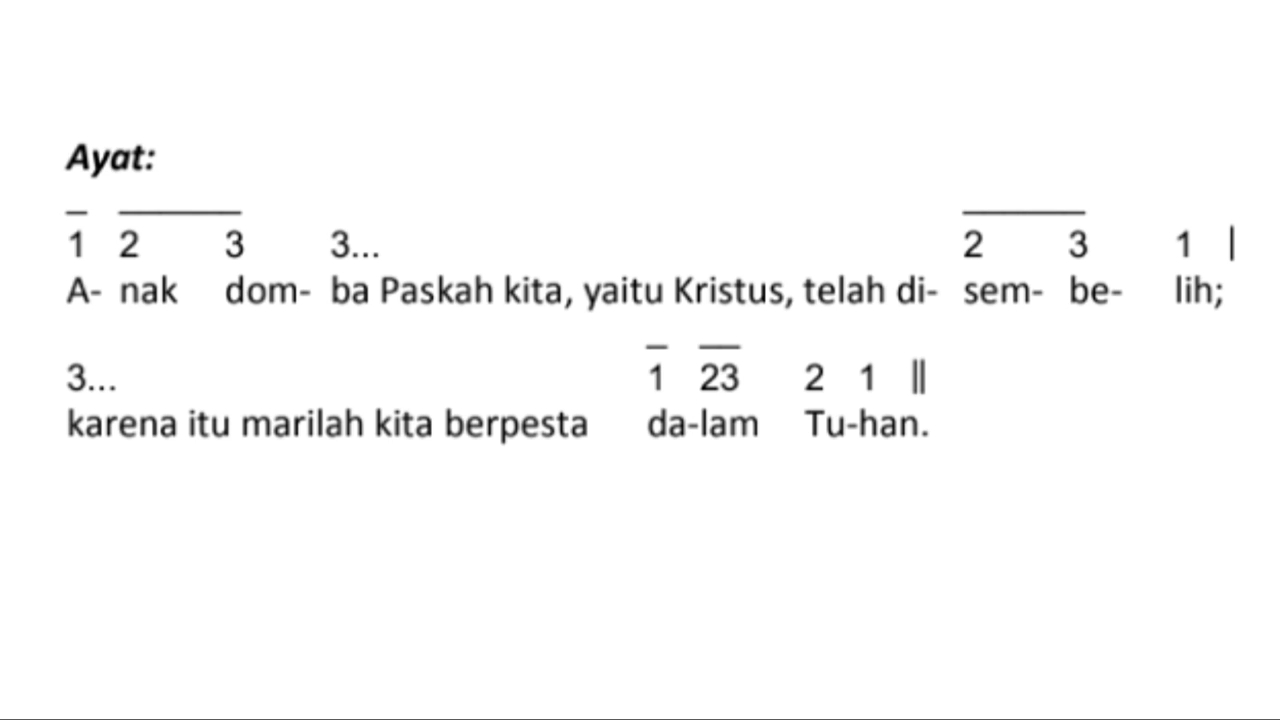 Ayat:
1 2 3 3... 2 3 1 |
A- nak dom- ba Paskah kita, yaitu Kristus, telah di- sem- be- lih;
3... 1 23 2 1 ||
karena itu marilah kita berpesta da-lam Tu-han.